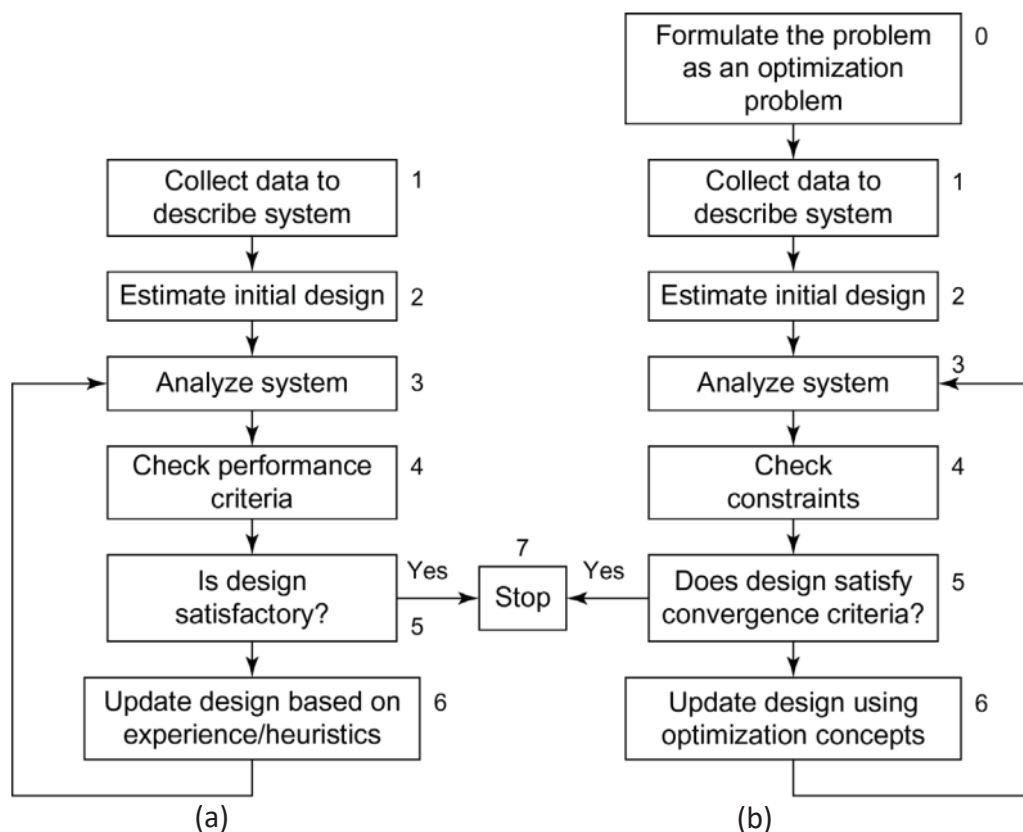 Formulate the problem
as an optimization
problem
0
Collect data to
describe system
1
Collect data to
describe system
1
Estimate initial design
2
Estimate initial design
2
Analyze system
3
Analyze system
3
Check performance
criteria
4
Check
constraints
4
Is design
satisfactory?
5
Yes
7
Stop
Yes
Does design satisfy
convergence criteria?
5
Update design based on
experience/heuristics
6
Update design using
optimization concepts
6
(a)
(b)